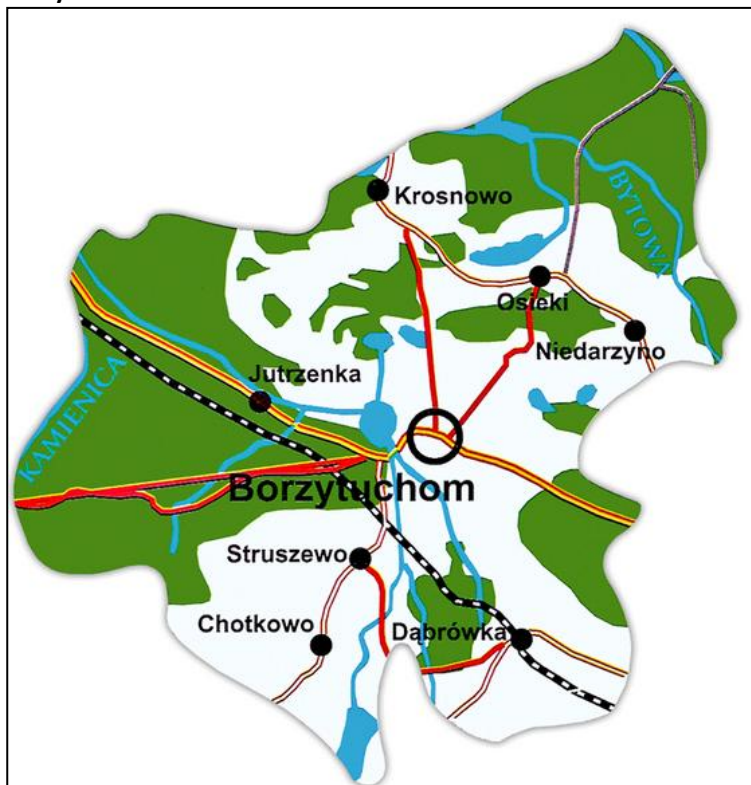 Krosnowo
BYTOWA
Osieki
Niedarzyno
Jutrzenka
KAMIENICA
Borzytuchom
Struszewo
Chotkowo
Dąbrówka